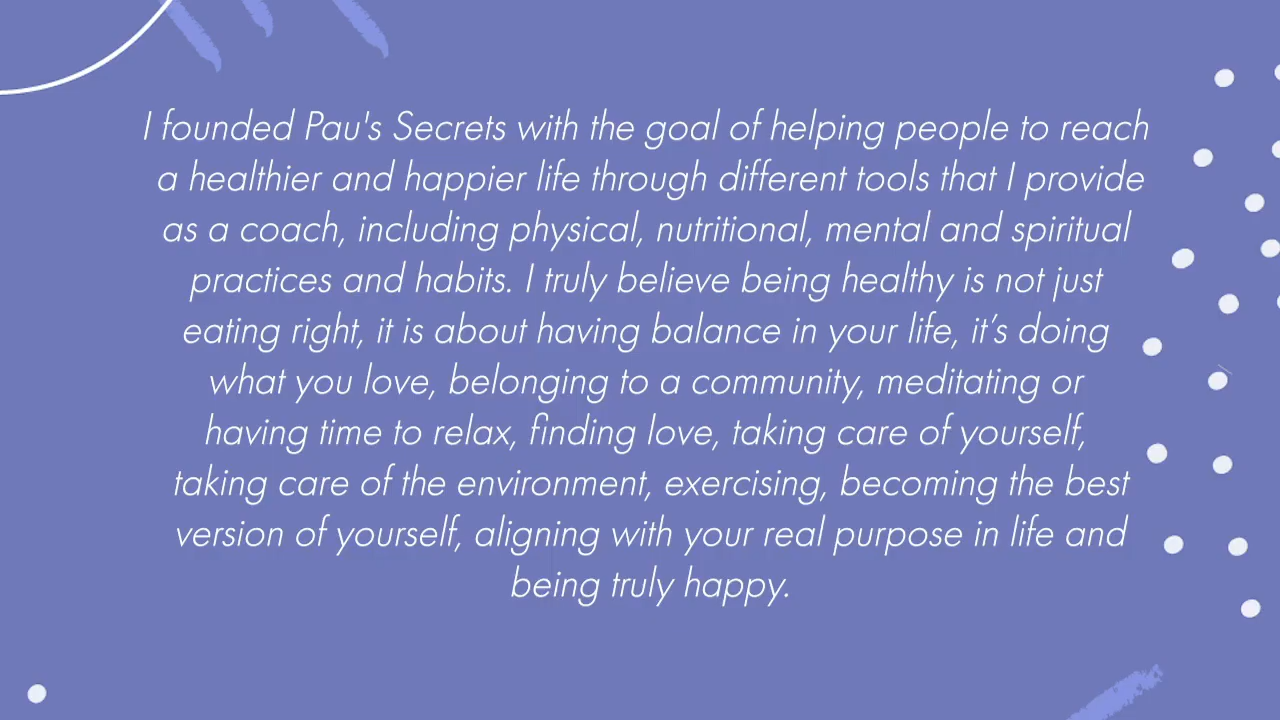 I founded Pau's Secrets with the goal of helping people to reach
a healthier and happier life through different tools that I provide
as a coach, including physical, nutritional, mental and spiritual
practices and habits. I truly believe being healthy is not just
eating right, it is about having balance in your life, it’s doing
what you love, belonging to a community, meditating or
having time to relax, finding love, taking care of yourself,
taking care of the environment, exercising, becoming the best
version of yourself, aligning with your real purpose in life and
being truly happy.